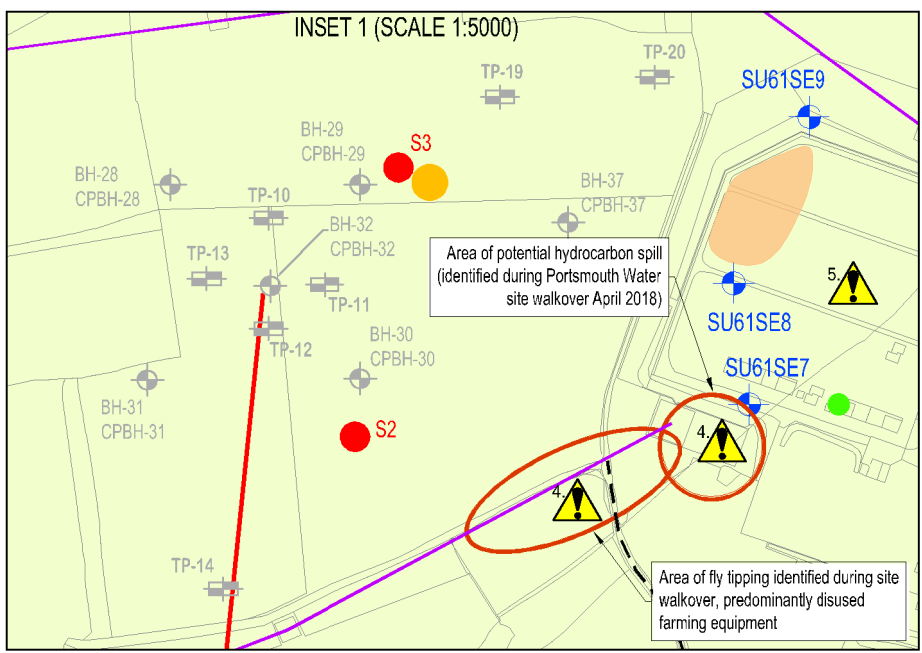 INSET 1 (SCALE 1:5000)
TP-19
TP-20
SU61SE9
BH-29
CPBH-29
S3
BH-28
CPBH-28
TP-10
BH-37
CPBH-37
BH-32
CPBH-32
TP-13
TP-11
Area of potential hydrocarbon spill
(identified during Portsmouth Water
site walkover April 2018)
5.
SU61SE8
TP-12
BH-30
CPBH-30
SU61SE7
BH-31
CPBH-31
S2
4.
4.
TP-14
Area of fly tipping identified during site
walkover, predominantly disused
farming equipment